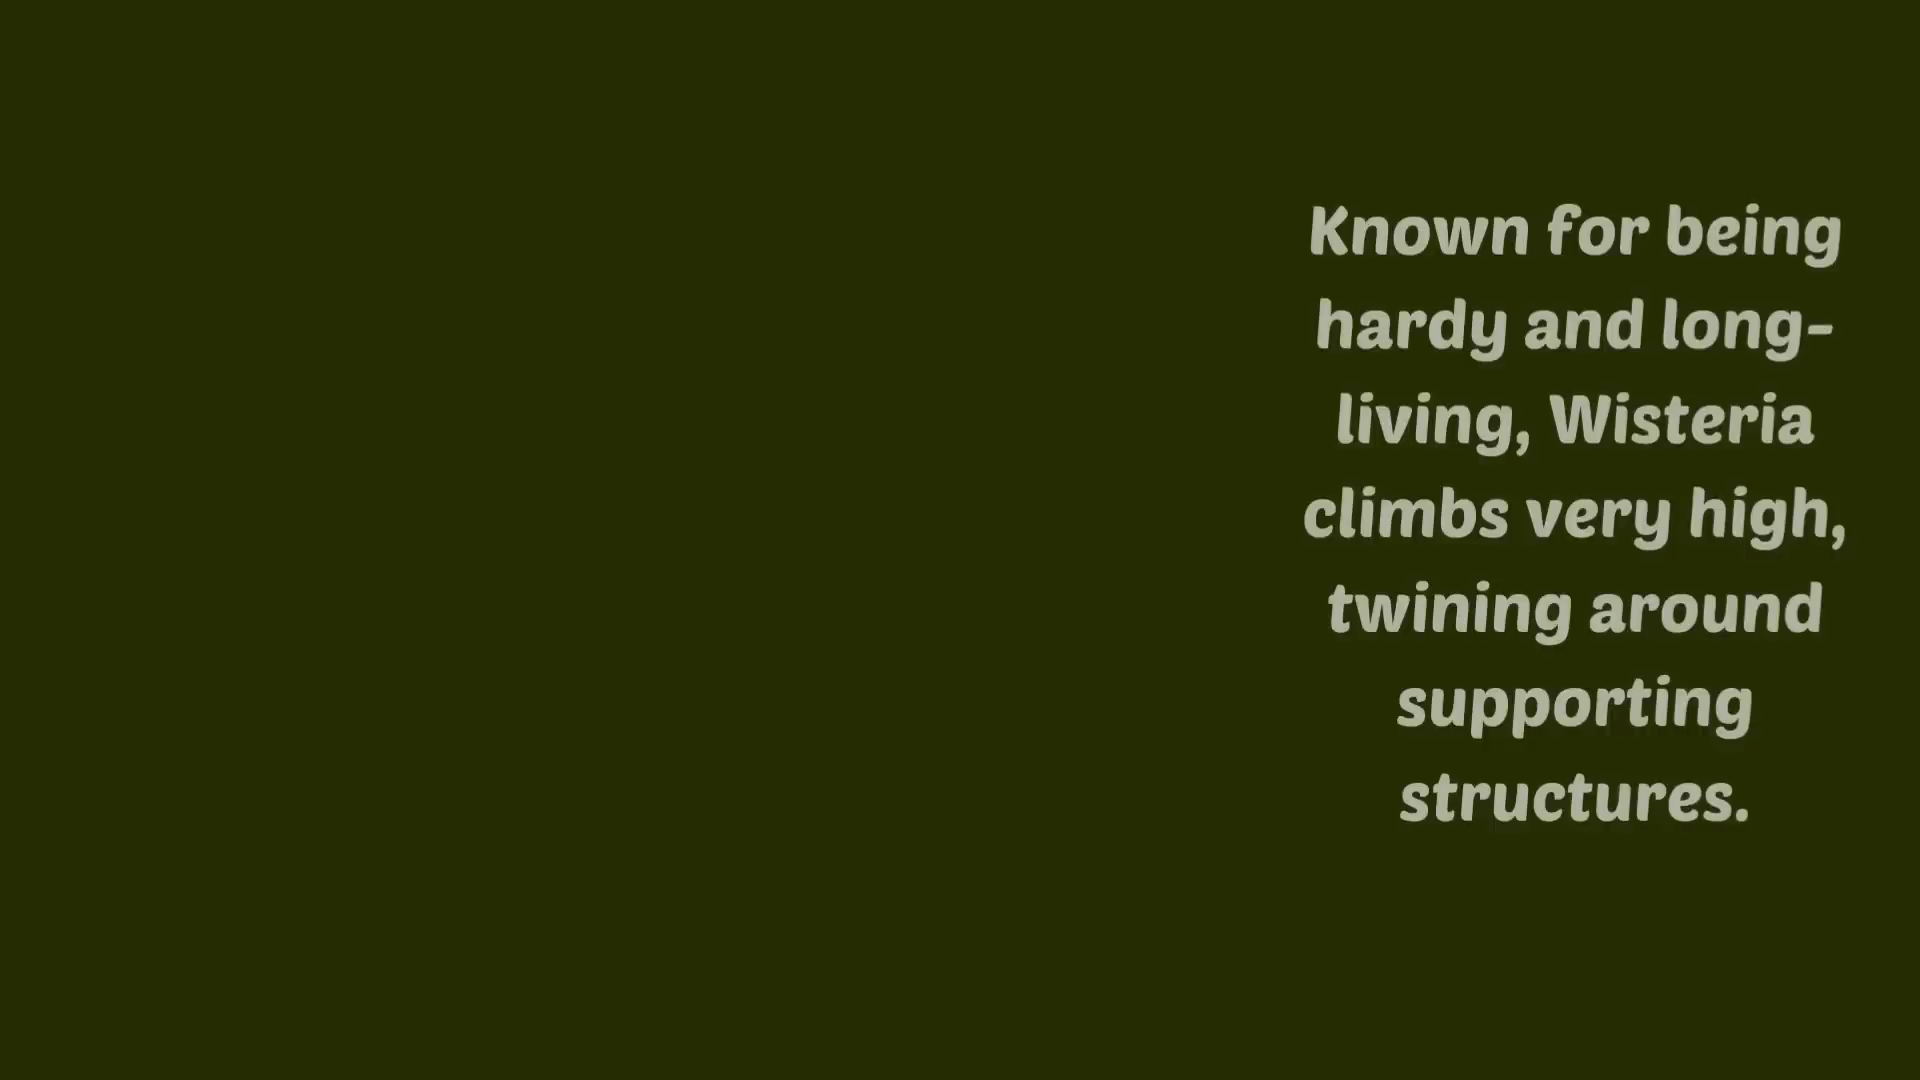 Known for being
hardy and long-
living, Wisteria
climbs very high,
twining around
supporting
structures.